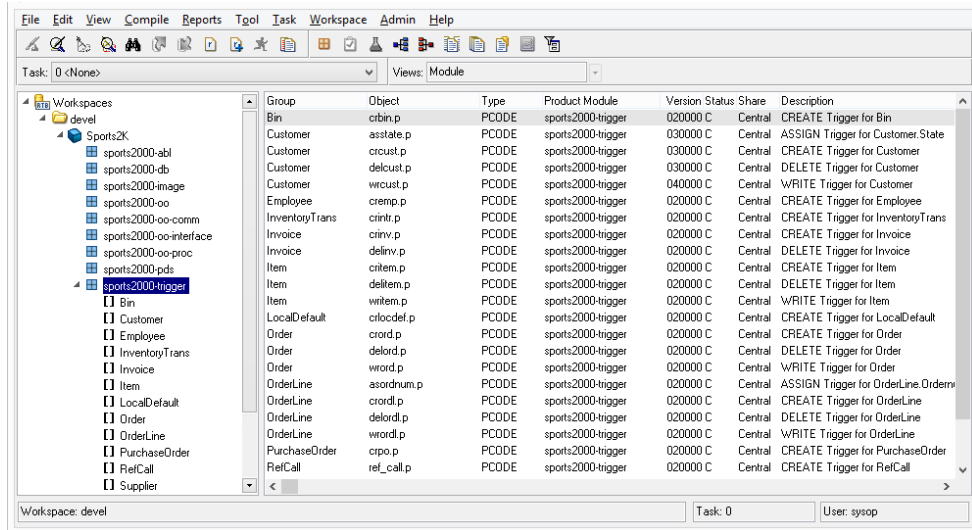 File Edit View Compile Reports Tool Task Workspace Admin Help
Task: 0 <None> Views: Module
RTB Workspaces
devel
Sports2K
sports2000-abl
sports2000-db
sports2000-image
sports2000-oo
sports2000-oo-comm
sports2000-oo-interface
sports2000-oo-proc
sports2000-pds
sports2000-trigger
[] Bin
[] Customer
[] Employee
[] InventoryTrans
[] Invoice
[] Item
[] LocalDefault
[] Order
[] OrderLine
[] PurchaseOrder
[] RefCall
[] Supplier
Group Object Type Product Module Version Status Share Description
Bin crbin.p PCODE sports2000-trigger 020000 C Central CREATE Trigger for Bin
Customer asstate.p PCODE sports2000-trigger 030000 C Central ASSIGN Trigger for Customer.State
Customer crcust.p PCODE sports2000-trigger 030000 C Central CREATE Trigger for Customer
Customer delcust.p PCODE sports2000-trigger 030000 C Central DELETE Trigger for Customer
Customer wrcust.p PCODE sports2000-trigger 040000 C Central WRITE Trigger for Customer
Employee cremp.p PCODE sports2000-trigger 020000 C Central CREATE Trigger for Employee
InventoryTrans crintr.p PCODE sports2000-trigger 020000 C Central CREATE Trigger for InventoryTrans
Invoice crinv.p PCODE sports2000-trigger 020000 C Central CREATE Trigger for Invoice
Invoice delinv.p PCODE sports2000-trigger 020000 C Central DELETE Trigger for Invoice
Item critem.p PCODE sports2000-trigger 020000 C Central CREATE Trigger for Item
Item delitem.p PCODE sports2000-trigger 020000 C Central DELETE Trigger for Item
Item writem.p PCODE sports2000-trigger 020000 C Central WRITE Trigger for Item
LocalDefault crlocdef.p PCODE sports2000-trigger 020000 C Central CREATE Trigger for LocalDefault
Order crord.p PCODE sports2000-trigger 020000 C Central CREATE Trigger for Order
Order delord.p PCODE sports2000-trigger 020000 C Central DELETE Trigger for Order
Order wrord.p PCODE sports2000-trigger 020000 C Central WRITE Trigger for Order
OrderLine asordnum.p PCODE sports2000-trigger 020000 C Central ASSIGN Trigger for OrderLine.Ordernu
OrderLine crordl.p PCODE sports2000-trigger 020000 C Central CREATE Trigger for OrderLine
OrderLine delordl.p PCODE sports2000-trigger 020000 C Central DELETE Trigger for OrderLine
OrderLine wrordl.p PCODE sports2000-trigger 020000 C Central WRITE Trigger for OrderLine
PurchaseOrder crpo.p PCODE sports2000-trigger 020000 C Central CREATE Trigger for PurchaseOrder
RefCall ref_call.p PCODE sports2000-trigger 020000 C Central CREATE Trigger for RefCall
Workspace: devel Task: 0 User: sysop